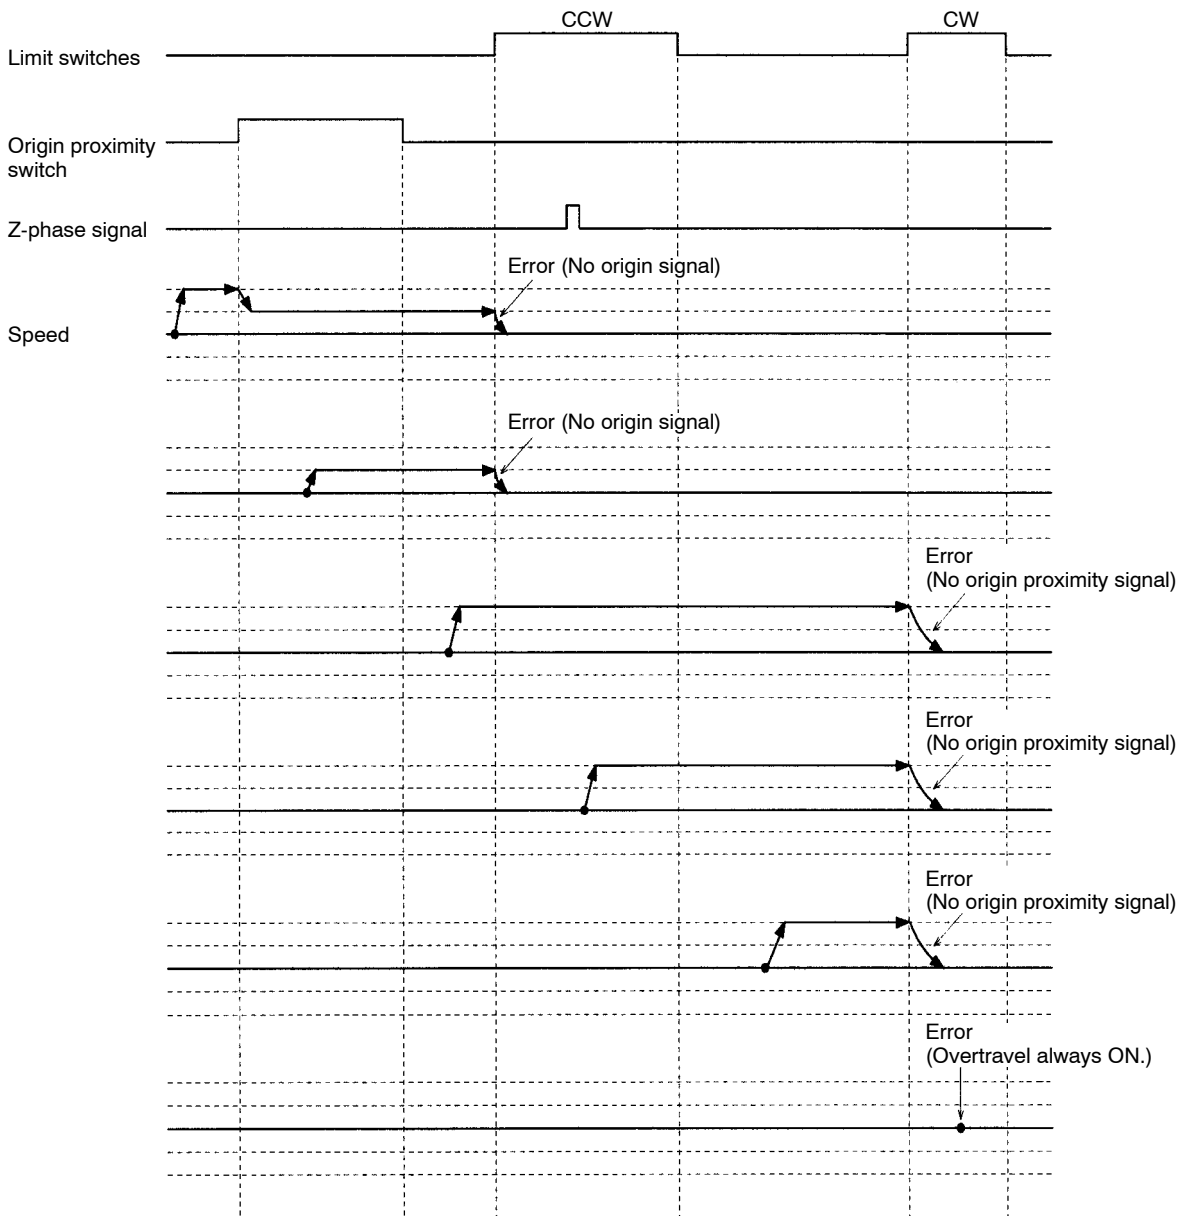 CCW
CW
Limit switches
Origin proximity
switch
Z-phase signal
Error (No origin signal)
Speed
Error (No origin signal)
Error
(No origin proximity signal)
Error
(No origin proximity signal)
Error
(No origin proximity signal)
Error
(Overtravel always ON.)